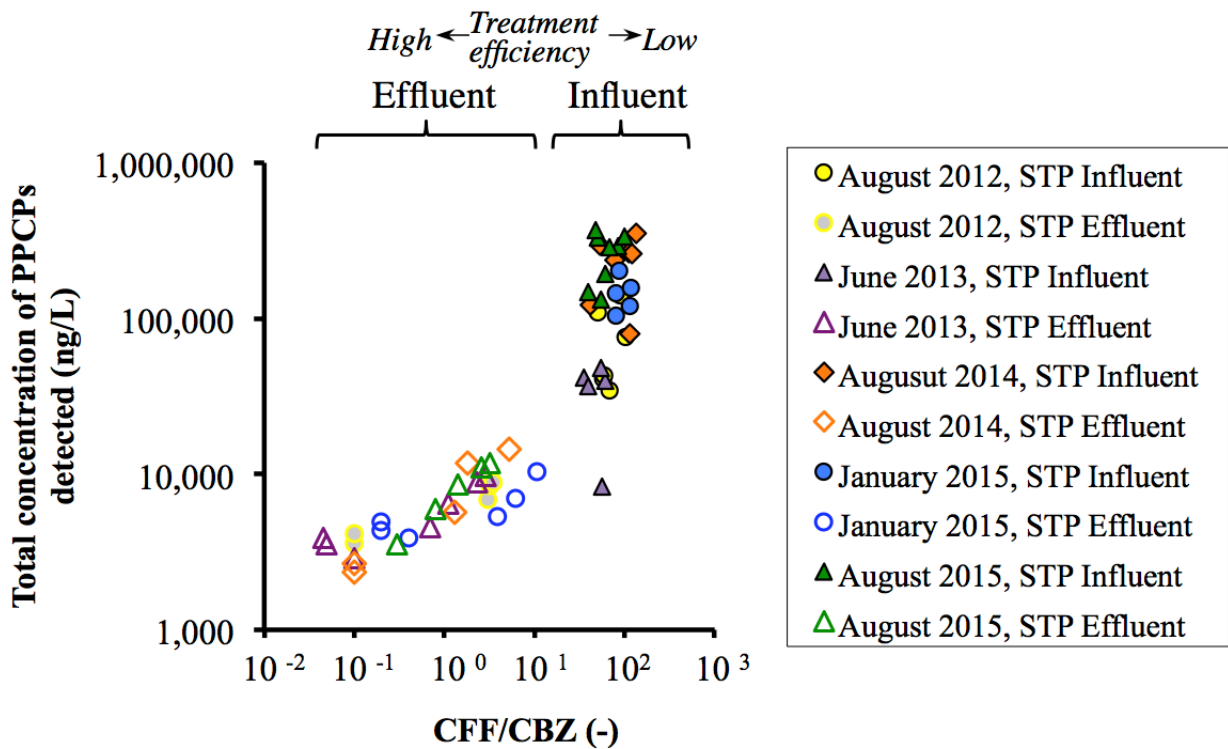 High ← Treatment efficiency → Low
Effluent Influent
Total concentration of PPCPs
detected (ng/L)
1,000,000
100,000
10,000
1,000
10 -2 10 -1 10 0 10 1 10 2 10 3
CFF/CBZ (-)
August 2012, STP Influent
August 2012, STP Effluent
June 2013, STP Influent
June 2013, STP Effluent
Augusut 2014, STP Influent
August 2014, STP Effluent
January 2015, STP Influent
January 2015, STP Effluent
August 2015, STP Influent
August 2015, STP Effluent